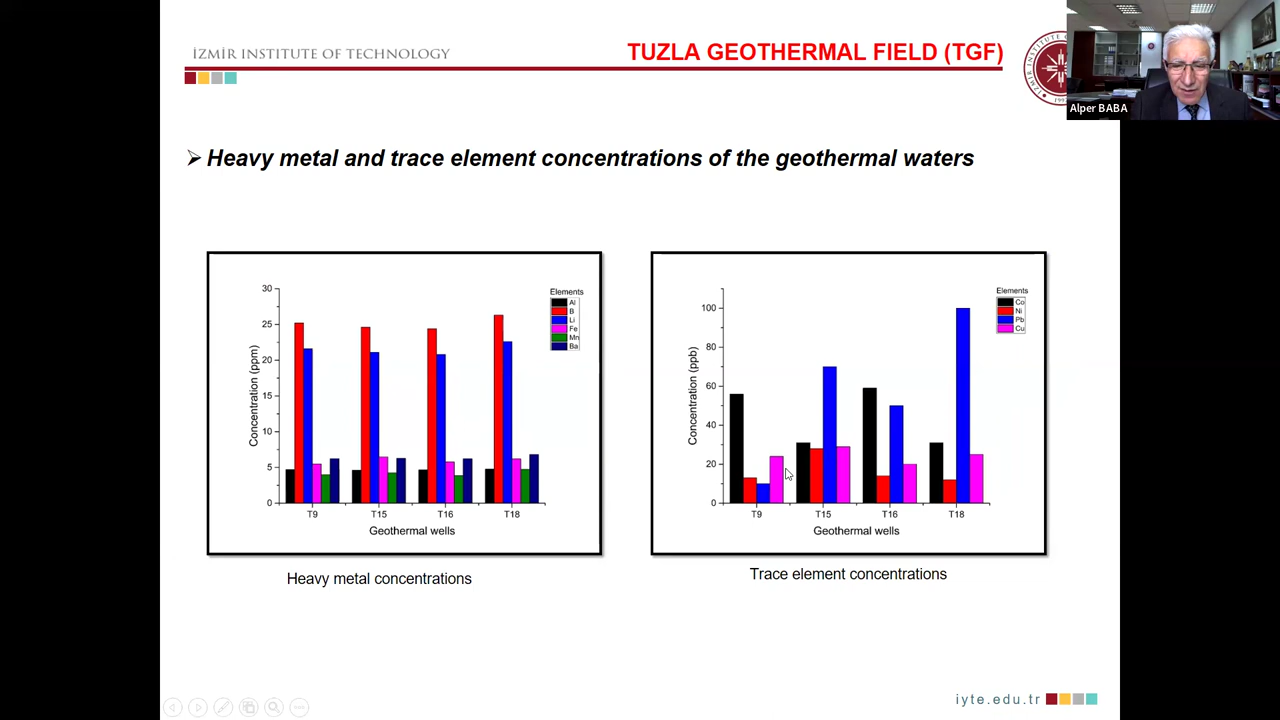 İZMİR INSTITUTE OF TECHNOLOGY
TUZLA GEOTHERMAL FIELD (TGF)
Alper BABA
➢ Heavy metal and trace element concentrations of the geothermal waters
30
25
20
15
10
5
0
Concentration (ppm)
T9 T15 T16 T18
Geothermal wells
Elements
Al
B
Li
Fe
Mn
Ba
Heavy metal concentrations
100
80
60
40
20
0
Concentration (ppb)
T9 T15 T16 T18
Geothermal wells
Elements
Co
Ni
Pb
Cu
Trace element concentrations
iyte.edu.tr